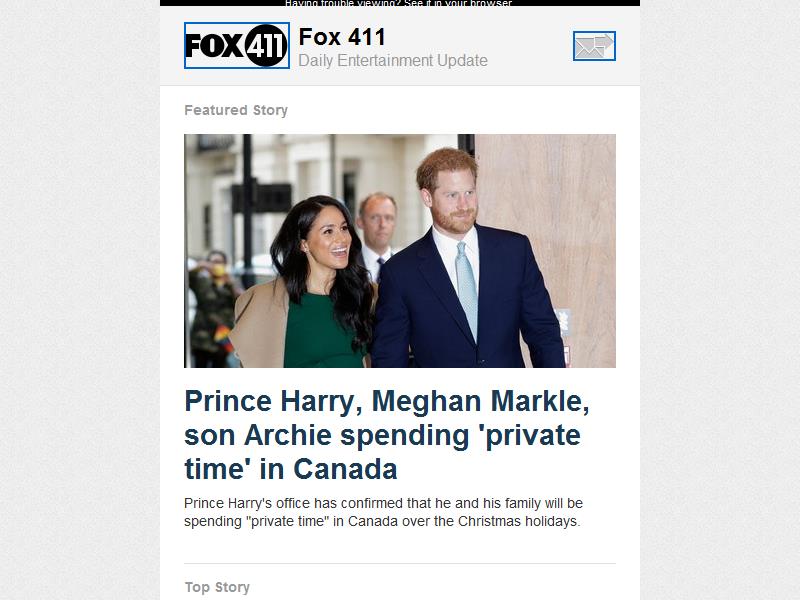 Having trouble viewing? See it in your browser
FOX 411
Fox 411
Daily Entertainment Update
Featured Story
Prince Harry, Meghan Markle,
son Archie spending 'private
time' in Canada
Prince Harry's office has confirmed that he and his family will be
spending "private time" in Canada over the Christmas holidays.
Top Story